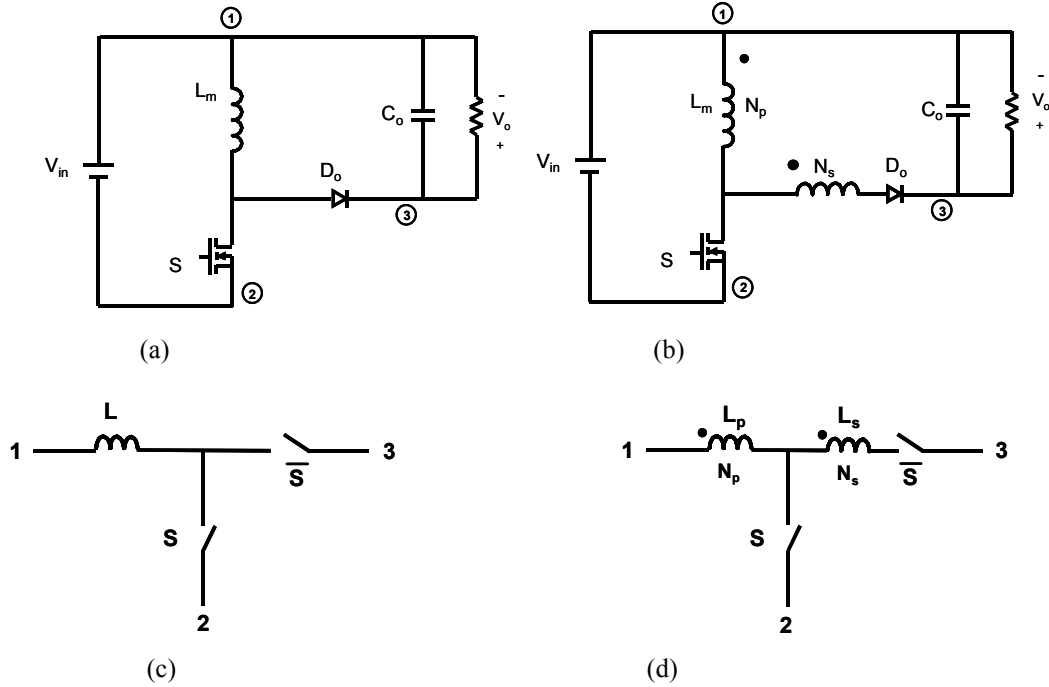 ①
L_m
C_o
-
V_o
+
V_in
D_o
③
S
②
(a)
①
L_m
N_p
C_o
-
V_o
+
V_in
N_s
D_o
③
S
②
(b)
L
1
3
S̅
S
2
(c)
L_p
L_s
1
3
N_p
N_s
S̅
S
2
(d)